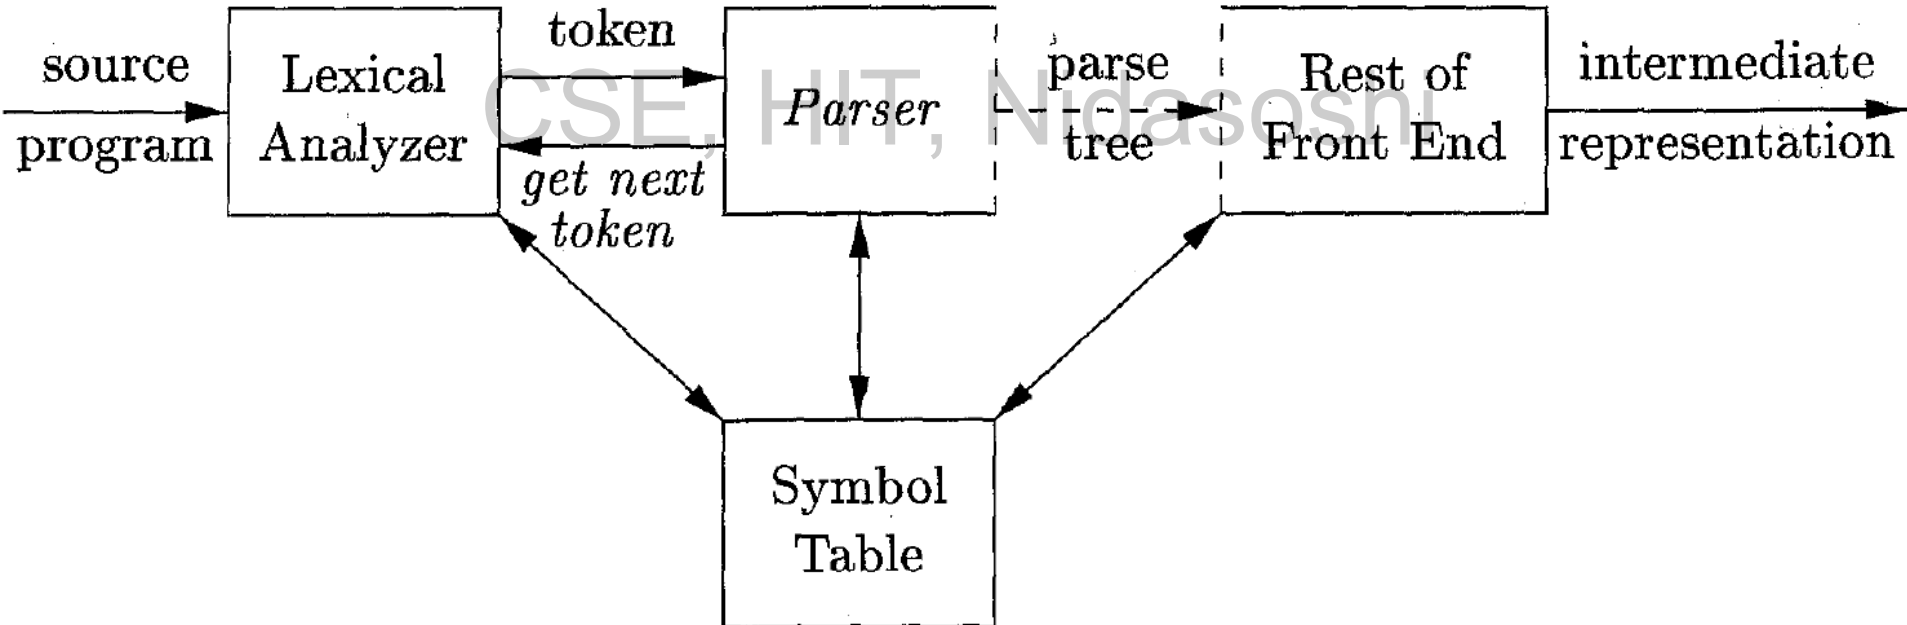 source
program
Lexical
Analyzer
token
get next
token
Parser
parse
tree
Rest of
Front End
intermediate
representation
CSE, HIT, Nidasoshi
Symbol
Table